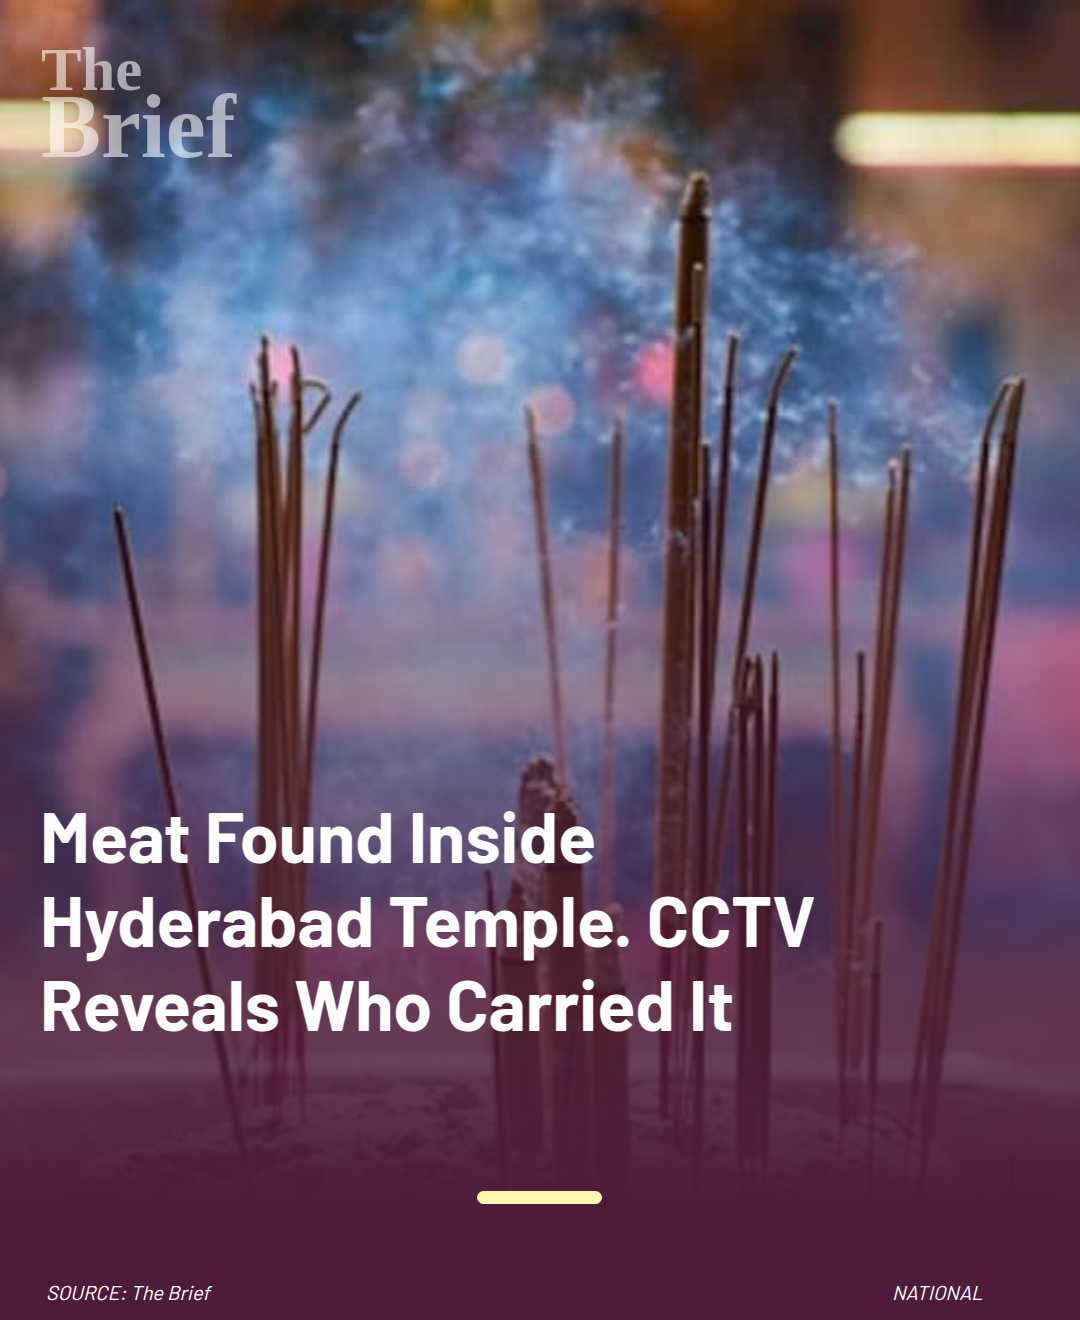 The
Brief
Meat Found Inside
Hyderabad Temple. CCTV
Reveals Who Carried It
SOURCE: The Brief
NATIONAL